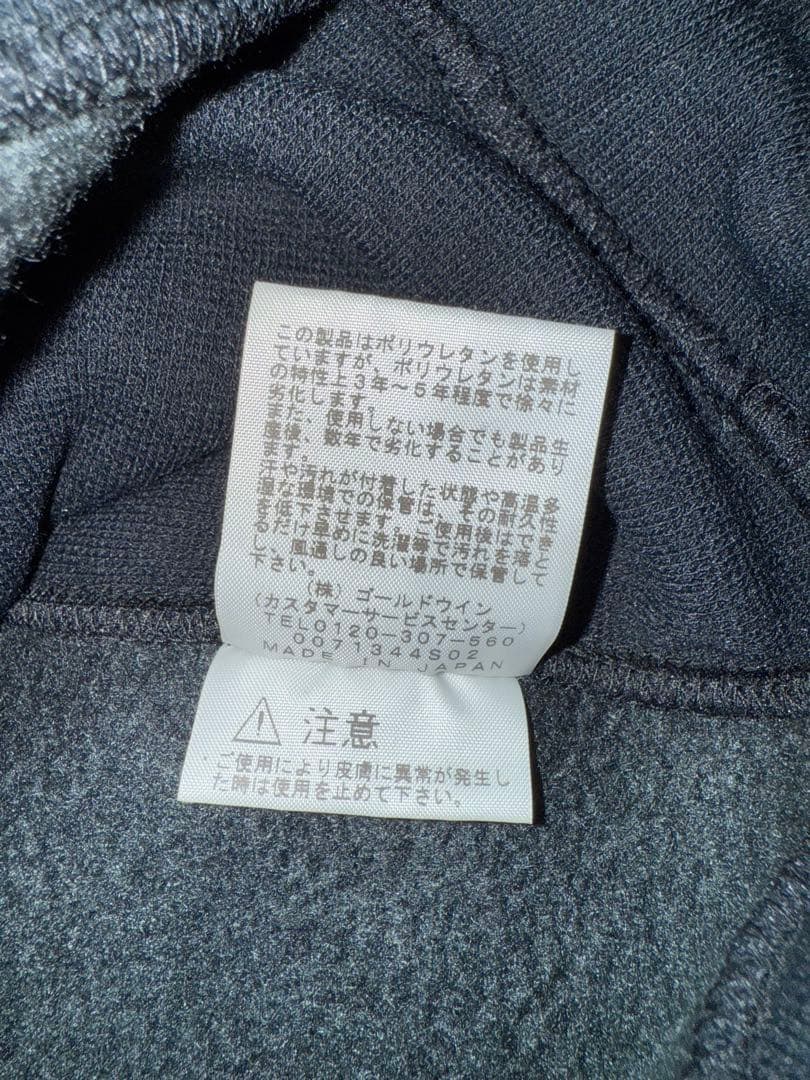 この製品はポリウレタンを使用し
ていますが、ポリウレタンは素材
の特性上3年～5年程度で徐々に
劣化します。
また、使用しない場合でも製品生
産後、数年で劣化することがあり
ます。
汗や汚れが付着した状態や高温多
湿な環境での保管は、その耐久性
を低下させます。ご使用後はでき
るだけ早めに洗濯等で汚れを落と
し、風通しの良い場所で保管して
下さい。
(株) ゴールドウイン
(カスタマーサービスセンター)
TEL0120-307-560
0071344S02
MADE IN JAPAN
注意
ご使用により皮膚に異常が発生し
た時は使用を止めて下さい。